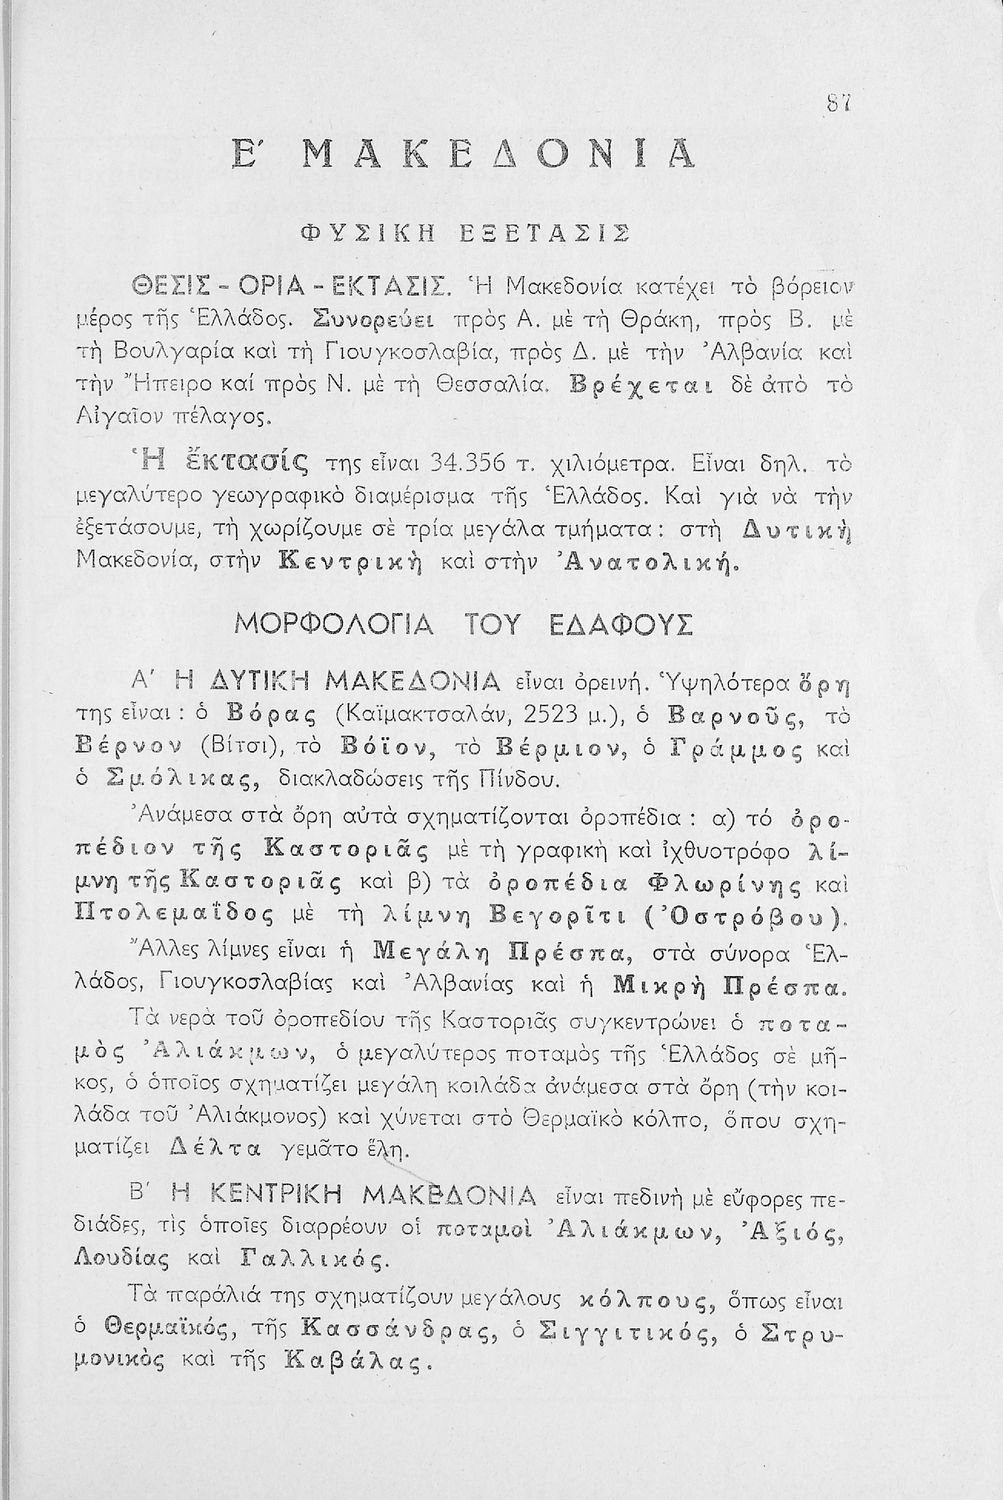 87
Ε′ ΜΑΚΕΔΟΝΙΑ
ΦΥΣΙΚΗ ΕΞΕΤΑΣΙΣ
ΘΕΣΙΣ - ΟΡΙΑ - ΕΚΤΑΣΙΣ. Ἡ Μακεδονία κατέχει τὸ βόρειον
μέρος τῆς Ἑλλάδος. Συνορεύει πρὸς Α. μὲ τὴ Θράκη, πρὸς Β. μὲ
τὴ Βουλγαρία καὶ τὴ Γιουγκοσλαβία, πρὸς Δ. μὲ τὴν Ἀλβανία καὶ
τὴν Ἤπειρο καί πρὸς Ν. μὲ τὴ Θεσσαλία. Βρέχεται δὲ ἀπὸ τὸ
Αἰγαῖον πέλαγος.
Ἡ ἔκτασίς της εἶναι 34.356 τ. χιλιόμετρα. Εἶναι δηλ. τὸ
μεγαλύτερο γεωγραφικὸ διαμέρισμα τῆς Ἑλλάδος. Καὶ γιὰ νὰ τὴν
ἐξετάσουμε, τὴ χωρίζουμε σὲ τρία μεγάλα τμήματα : στὴ Δυτικὴ
Μακεδονία, στὴν Κεντρικὴ καὶ στὴν Ἀνατολική.
ΜΟΡΦΟΛΟΓΙΑ ΤΟΥ ΕΔΑΦΟΥΣ
Α′ Η ΔΥΤΙΚΗ ΜΑΚΕΔΟΝΙΑ εἶναι ὀρεινή. Ὑψηλότερα ὄρη
της εἶναι : ὁ Βόρας (Καϊμακτσαλάν, 2523 μ.), ὁ Βαρνοῦς, τὸ
Βέρνον (Βίτσι), τὸ Βόϊον, τὸ Βέρμιον, ὁ Γράμμος καὶ
ὁ Σμόλικας, διακλαδώσεις τῆς Πίνδου.
Ἀνάμεσα στὰ ὄρη αὐτὰ σχηματίζονται ὀροπέδια : α) τό ὀρο-
πέδιον τῆς Καστοριᾶς μὲ τὴ γραφικὴ καὶ ἰχθυοτρόφο λί-
μνη τῆς Καστοριᾶς καὶ β) τὰ ὀροπέδια Φλωρίνης καὶ
Πτολεμαΐδος μὲ τὴ λίμνη Βεγορῖτι (Ὀστρόβου).
Ἄλλες λίμνες εἶναι ἡ Μεγάλη Πρέσπα, στὰ σύνορα Ἑλ-
λάδος, Γιουγκοσλαβίας καὶ Ἀλβανίας καὶ ἡ Μικρὴ Πρέσπα.
Τὰ νερὰ τοῦ ὀροπεδίου τῆς Καστοριᾶς συγκεντρώνει ὁ ποτα-
μὸς Ἀλιάκμων, ὁ μεγαλύτερος ποταμὸς τῆς Ἑλλάδος σὲ μῆ-
κος, ὁ ὁποῖος σχηματίζει μεγάλη κοιλάδα ἀνάμεσα στὰ ὄρη (τὴν κοι-
λάδα τοῦ Ἀλιάκμονος) καὶ χύνεται στὸ Θερμαϊκὸ κόλπο, ὅπου σχη-
ματίζει Δέλτα γεμᾶτο ἕλη.
Β′ Η ΚΕΝΤΡΙΚΗ ΜΑΚΕΔΟΝΙΑ εἶναι πεδινὴ μὲ εὔφορες πε-
διάδες, τὶς ὁποῖες διαρρέουν οἱ ποταμοὶ Ἀλιάκμων, Ἀξιός,
Λουδίας καὶ Γαλλικός.
Τὰ παράλιά της σχηματίζουν μεγάλους κόλπους, ὅπως εἶναι
ὁ Θερμαϊκός, τῆς Κασσάνδρας, ὁ Σιγγιτικός, ὁ Στρυ-
μονικὸς καὶ τῆς Καβάλας.